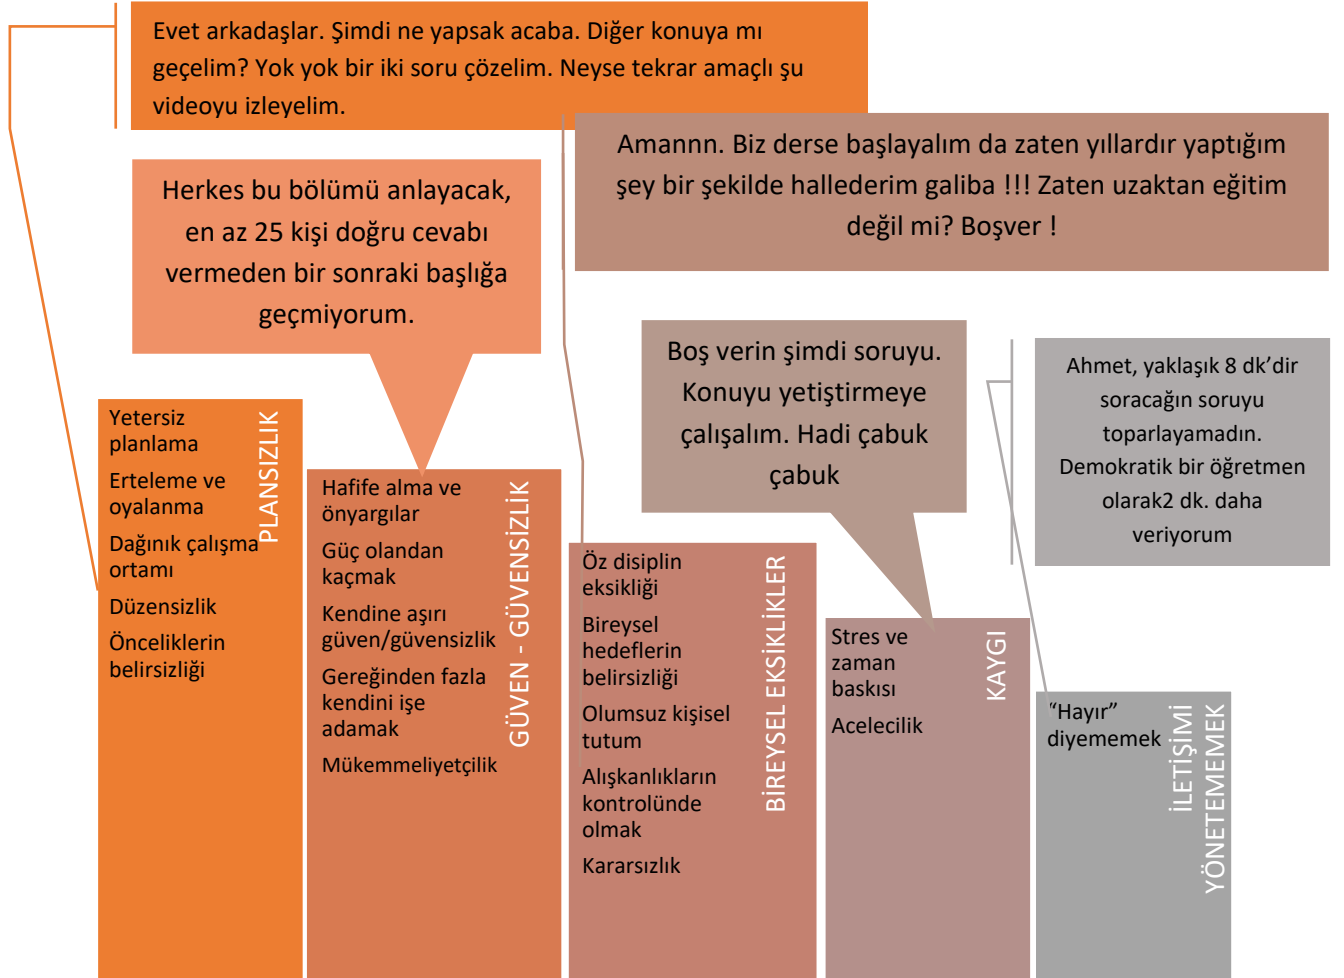 Evet arkadaşlar. Şimdi ne yapsak acaba. Diğer konuya mı
geçelim? Yok yok bir iki soru çözelim. Neyse tekrar amaçlı şu
videoyu izleyelim.
Amannn. Biz derse başlayalım da zaten yıllardır yaptığım
şey bir şekilde hallederim galiba !!! Zaten uzaktan eğitim
değil mi? Boşver !
Herkes bu bölümü anlayacak,
en az 25 kişi doğru cevabı
vermeden bir sonraki başlığa
geçmiyorum.
Boş verin şimdi soruyu.
Konuyu yetiştirmeye
çalışalım. Hadi çabuk
çabuk
Ahmet, yaklaşık 8 dk’dir
soracağın soruyu
toparlayamadın.
Demokratik bir öğretmen
olarak2 dk. daha
veriyorum
PLANSIZLIK
Yetersiz
planlama
Erteleme ve
oyalanma
Dağınık çalışma
ortamı
Düzensizlik
Önceliklerin
belirsizliği
GÜVEN - GÜVENSİZLİK
Hafife alma ve
önyargılar
Güç olandan
kaçmak
Kendine aşırı
güven/güvensizlik
Gereğinden fazla
kendini işe
adamak
Mükemmeliyetçilik
BİREYSEL EKSİKLİKLER
Öz disiplin
eksikliği
Bireysel
hedeflerin
belirsizliği
Olumsuz kişisel
tutum
Alışkanlıkların
kontrolünde
olmak
Kararsızlık
KAYGI
Stres ve
zaman
baskısı
Acelecilik
İLETİŞİMİ
YÖNETEMEMEK
“Hayır”
diyememek